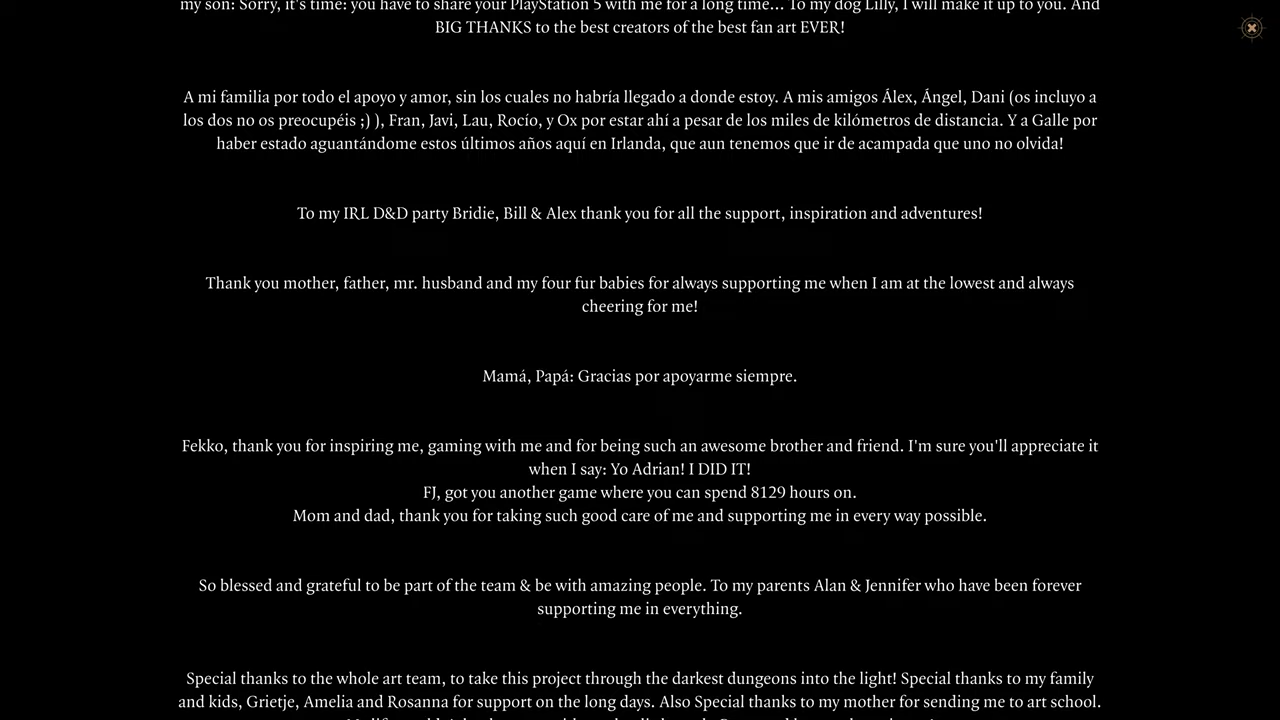 my son: Sorry, it's time: you have to share your PlayStation 5 with me for a long time... To my dog Lilly, I will make it up to you. And
BIG THANKS to the best creators of the best fan art EVER!
A mi familia por todo el apoyo y amor, sin los cuales no habría llegado a donde estoy. A mis amigos Álex, Ángel, Dani (os incluyo a
los dos no os preocupéis ;) ), Fran, Javi, Lau, Rocío, y Ox por estar ahí a pesar de los miles de kilómetros de distancia. Y a Galle por
haber estado aguantándome estos últimos años aquí en Irlanda, que aun tenemos que ir de acampada que uno no olvida!
To my IRL D&D party Bridie, Bill & Alex thank you for all the support, inspiration and adventures!
Thank you mother, father, mr. husband and my four fur babies for always supporting me when I am at the lowest and always
cheering for me!
Mamá, Papá: Gracias por apoyarme siempre.
Fekko, thank you for inspiring me, gaming with me and for being such an awesome brother and friend. I'm sure you'll appreciate it
when I say: Yo Adrian! I DID IT!
FJ, got you another game where you can spend 8129 hours on.
Mom and dad, thank you for taking such good care of me and supporting me in every way possible.
So blessed and grateful to be part of the team & be with amazing people. To my parents Alan & Jennifer who have been forever
supporting me in everything.
Special thanks to the whole art team, to take this project through the darkest dungeons into the light! Special thanks to my family
and kids, Grietje, Amelia and Rosanna for support on the long days. Also Special thanks to my mother for sending me to art school.